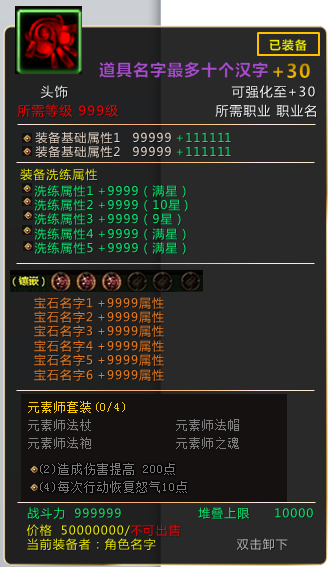 已装备
道具名字最多十个汉字 +30
头饰 可强化至+30
所需等级 999级 所需职业 职业名
装备基础属性1 99999 +111111
装备基础属性2 99999 +111111
装备洗练属性
洗练属性1 +9999 (满星)
洗练属性2 +9999 (10星)
洗练属性3 +9999 (9星)
洗练属性4 +9999 (满星)
洗练属性5 +9999 (满星)
(镶嵌)
宝石名字1 +9999属性
宝石名字2 +9999属性
宝石名字3 +9999属性
宝石名字4 +9999属性
宝石名字5 +9999属性
宝石名字6 +9999属性
元素师套装(0/4)
元素师法杖 元素师法帽
元素师法袍 元素师之魂
(2)造成伤害提高 200点
(4)每次行动恢复怒气10点
战斗力 999999 堆叠上限 10000
价格 50000000/不可出售
当前装备者：角色名字 双击卸下